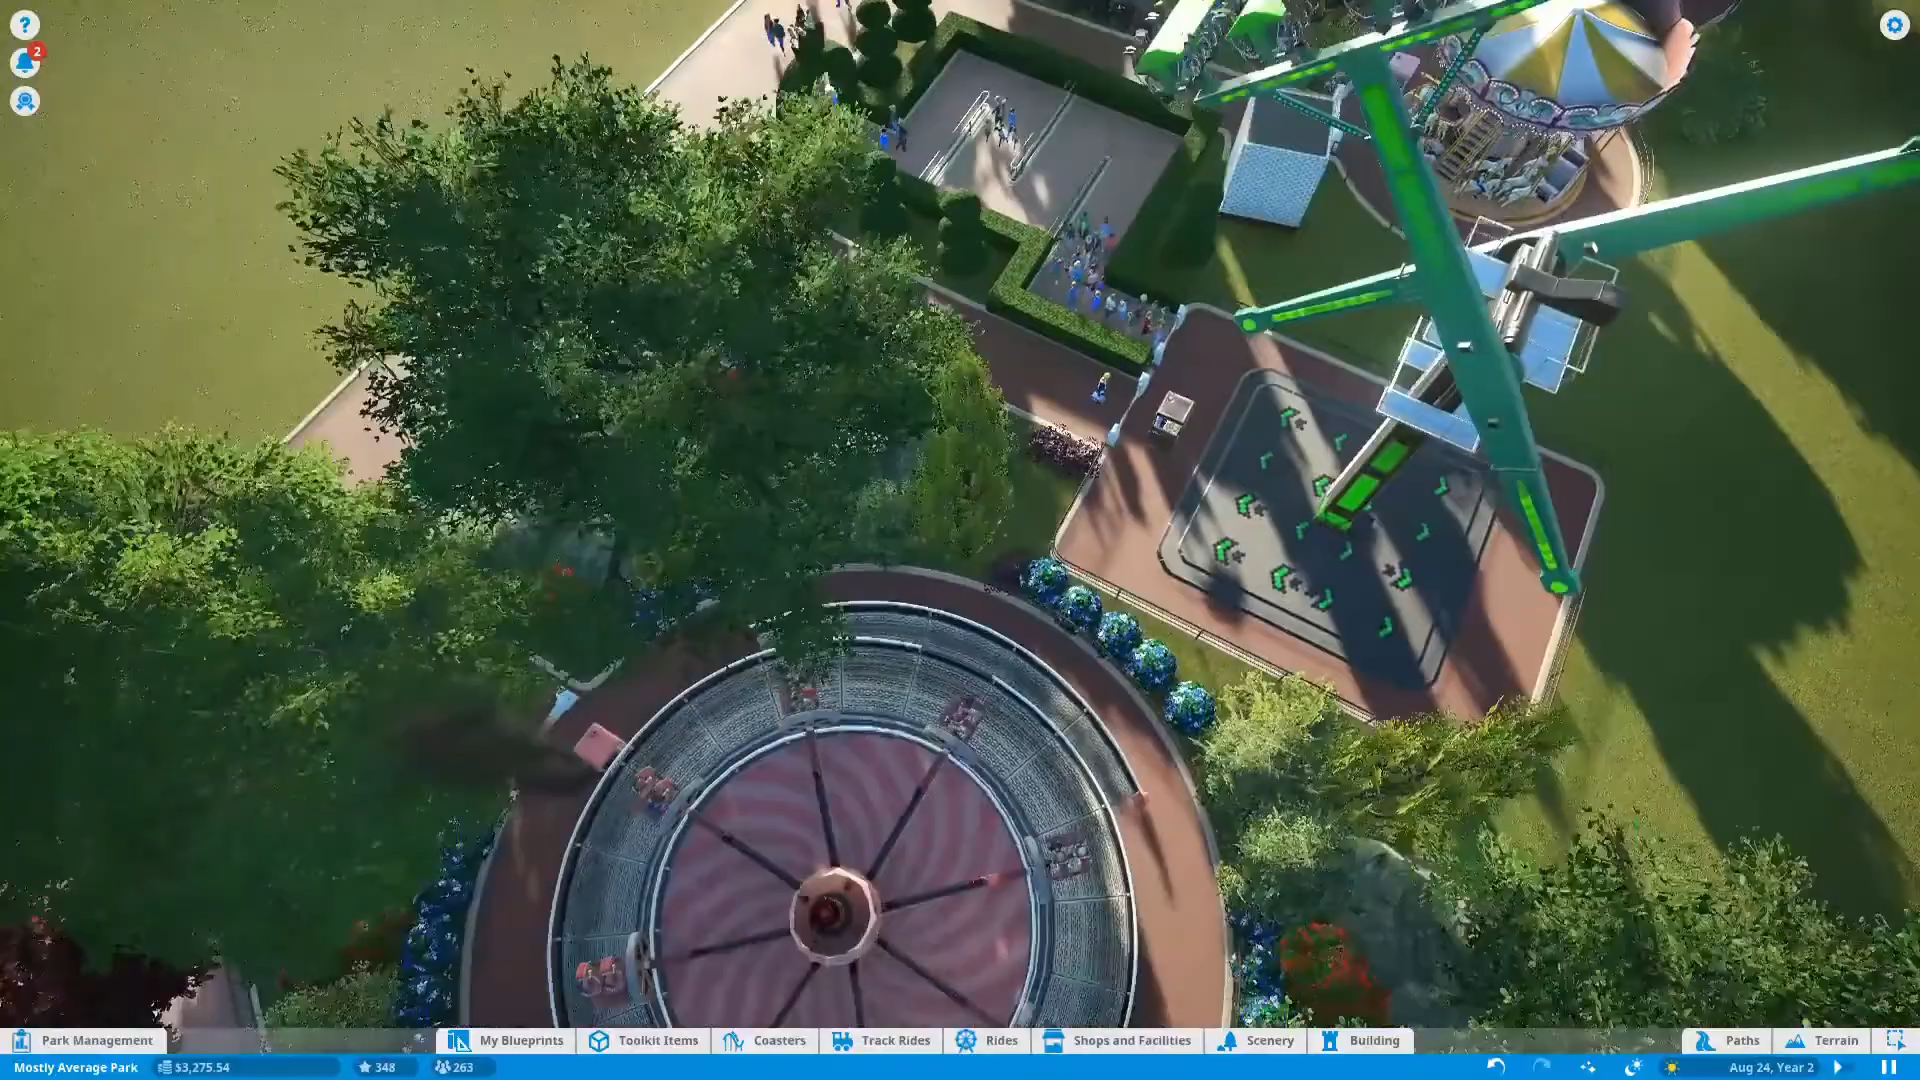 ?
2
Park Management
My Blueprints
Toolkit Items
Coasters
Track Rides
Rides
Shops and Facilities
Scenery
Building
Paths
Terrain
Mostly Average Park
$3,275.54
348
263
Aug 24, Year 2